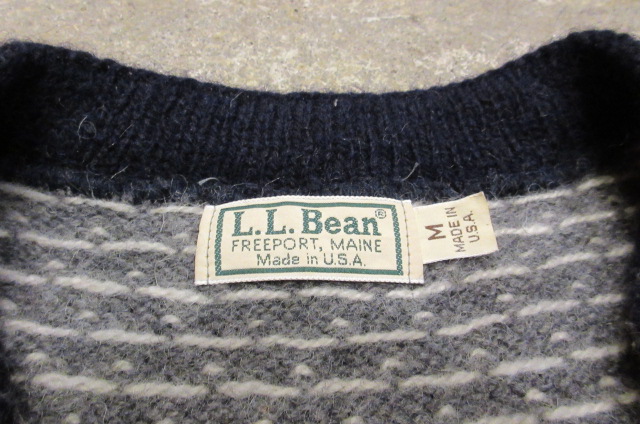 L.L.Bean®
FREEPORT, MAINE
Made in U.S.A.
M
MADE IN
U.S.A.